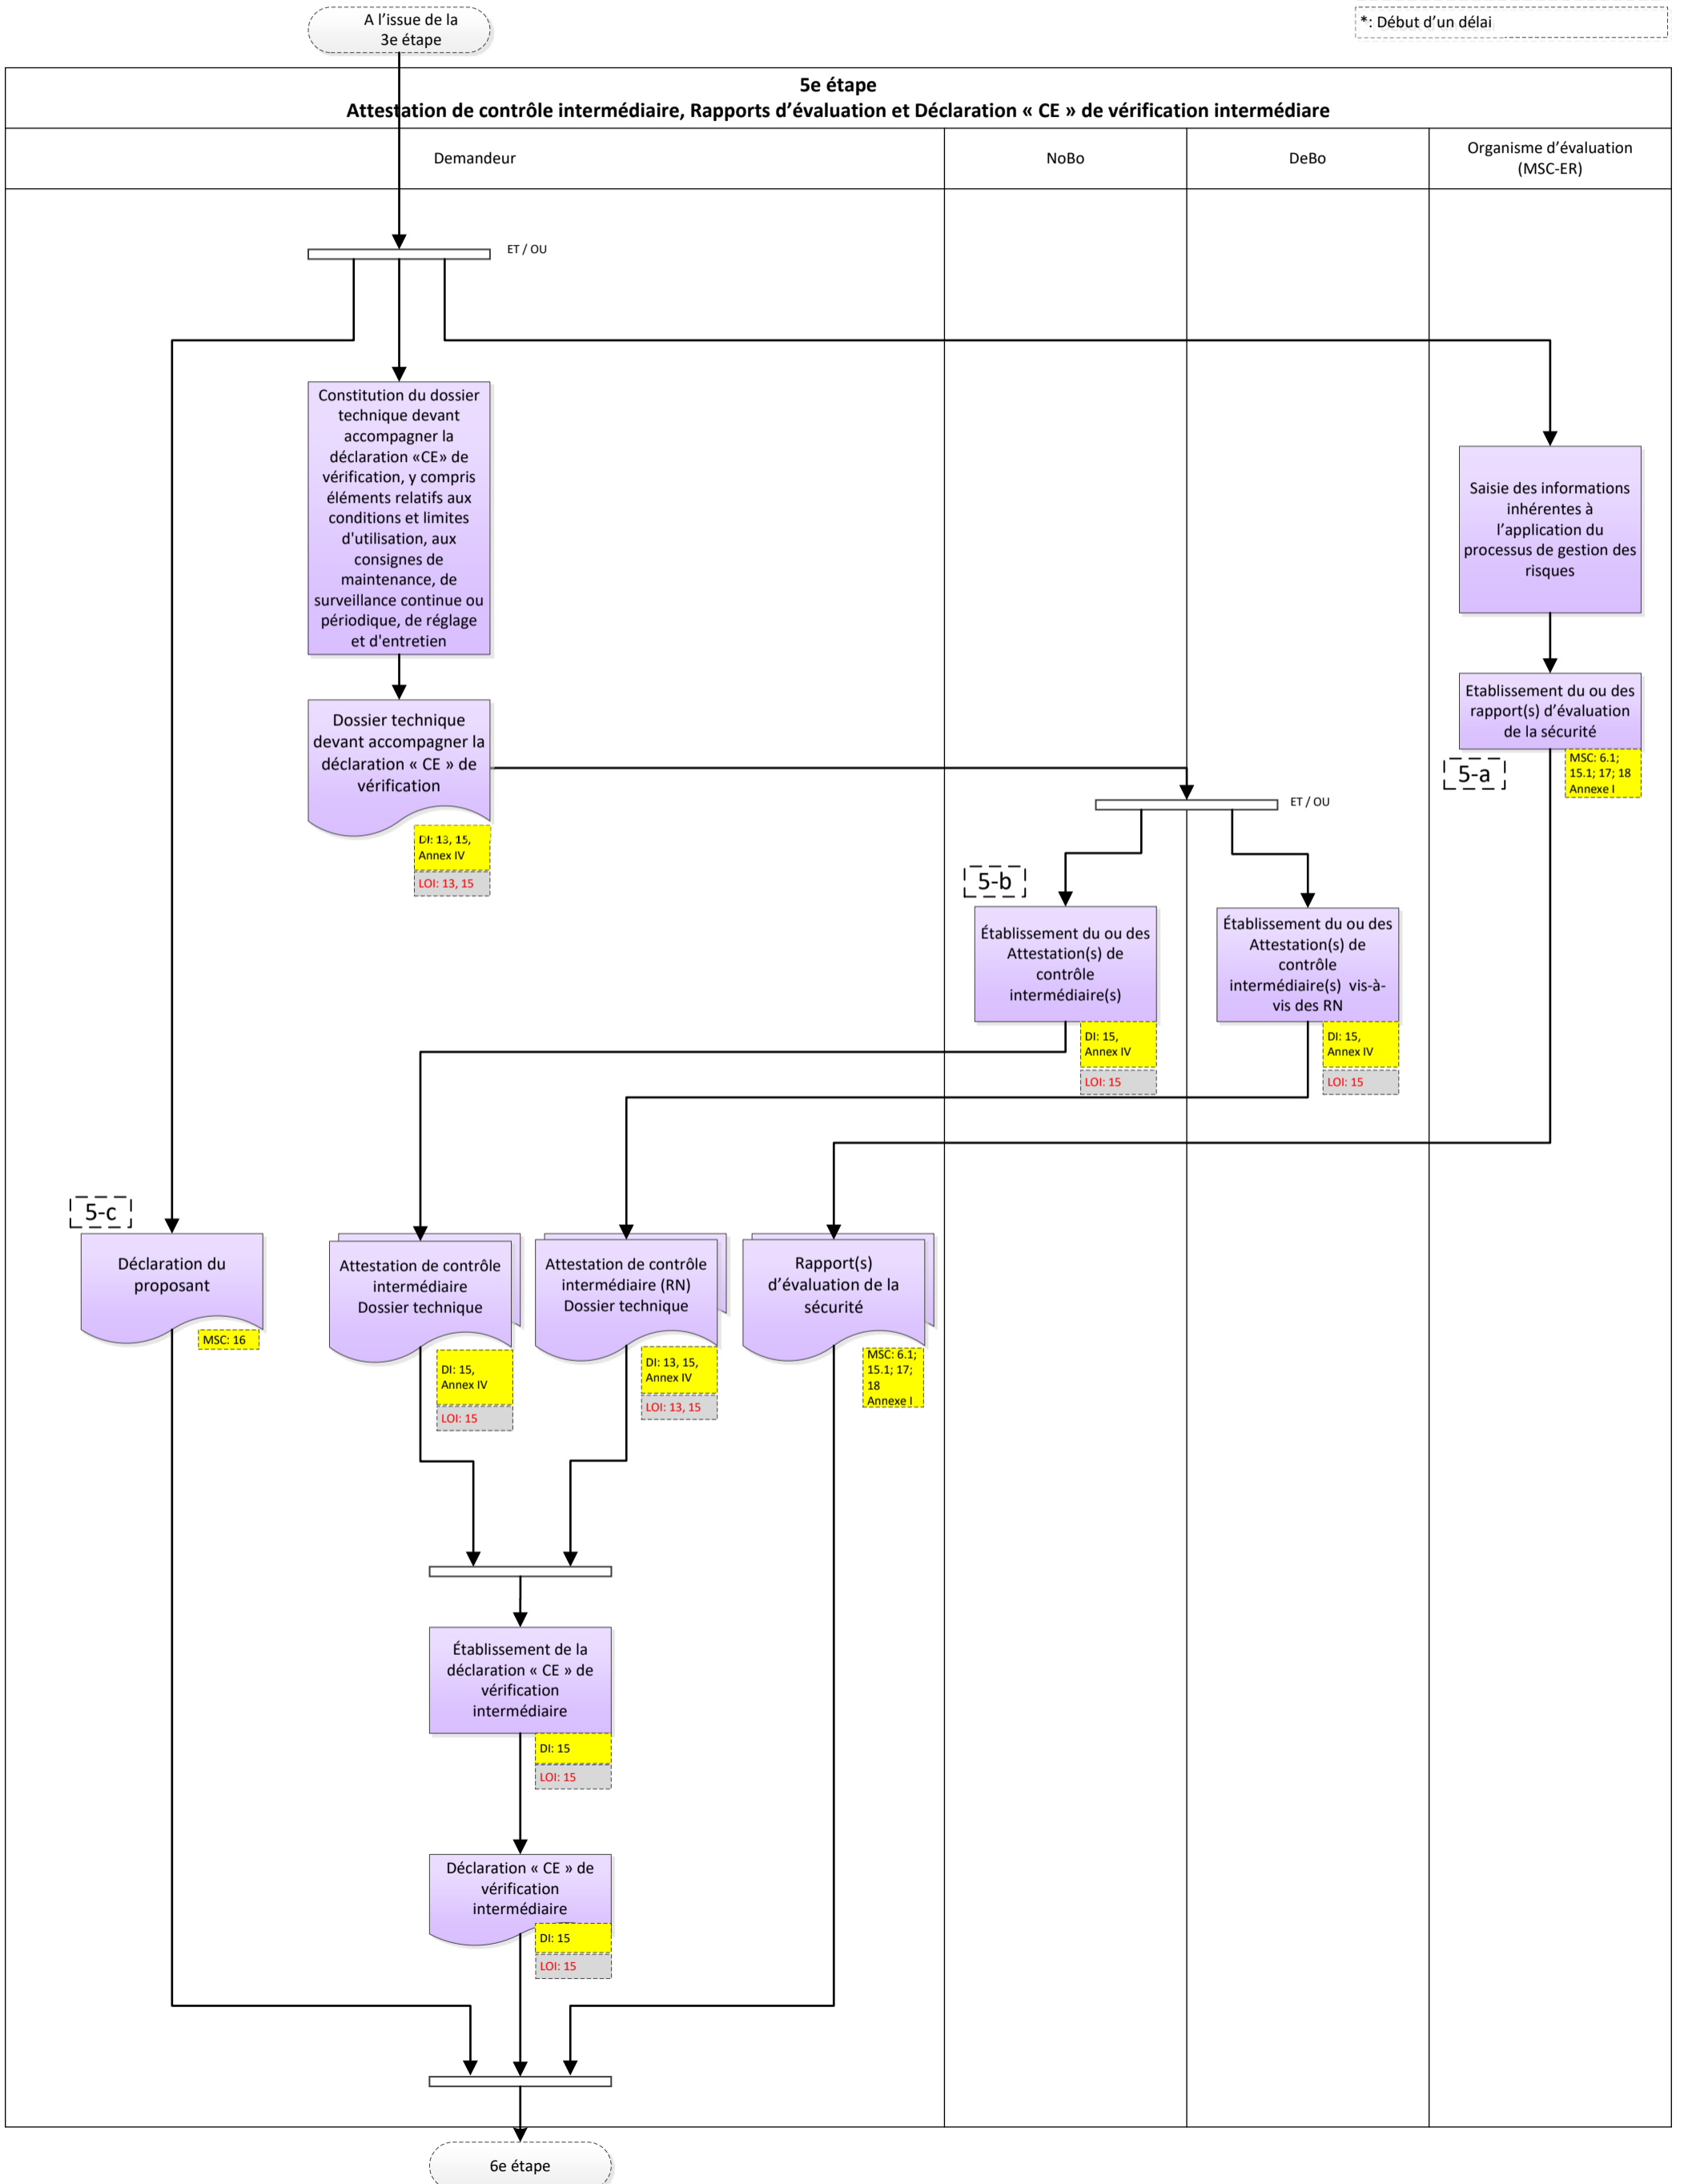 A l'issue de la
3e étape
*: Début d'un délai
5e étape
Attestation de contrôle intermédiaire, Rapports d'évaluation et Déclaration « CE » de vérification intermédiare
Demandeur
NoBo
DeBo
Organisme d'évaluation
(MSC-ER)
ET / OU
Constitution du dossier
technique devant
accompagner la
déclaration «CE» de
vérification, y compris
éléments relatifs aux
conditions et limites
d'utilisation, aux
consignes de
maintenance, de
surveillance continue ou
périodique, de réglage
et d'entretien
Saisie des informations
inhérentes à
l'application du
processus de gestion des
risques
Dossier technique
devant accompagner la
déclaration « CE » de
vérification
DI: 13, 15,
Annex IV
LOI: 13, 15
Etablissement du ou des
rapport(s) d'évaluation
de la sécurité
5-a
MSC: 6.1;
15.1; 17; 18
Annexe I
ET / OU
5-b
Établissement du ou des
Attestation(s) de
contrôle
intermédiaire(s)
DI: 15,
Annex IV
LOI: 15
Établissement du ou des
Attestation(s) de
contrôle
intermédiaire(s) vis-à-
vis des RN
DI: 15,
Annex IV
LOI: 15
5-c
Déclaration du
proposant
MSC: 16
Attestation de contrôle
intermédiaire
Dossier technique
DI: 15,
Annex IV
LOI: 15
Attestation de contrôle
intermédiaire (RN)
Dossier technique
DI: 13, 15,
Annex IV
LOI: 13, 15
Rapport(s)
d'évaluation de la
sécurité
MSC: 6.1;
15.1; 17;
18
Annexe I
Établissement de la
déclaration « CE » de
vérification
intermédiaire
DI: 15
LOI: 15
Déclaration « CE » de
vérification
intermédiaire
DI: 15
LOI: 15
6e étape